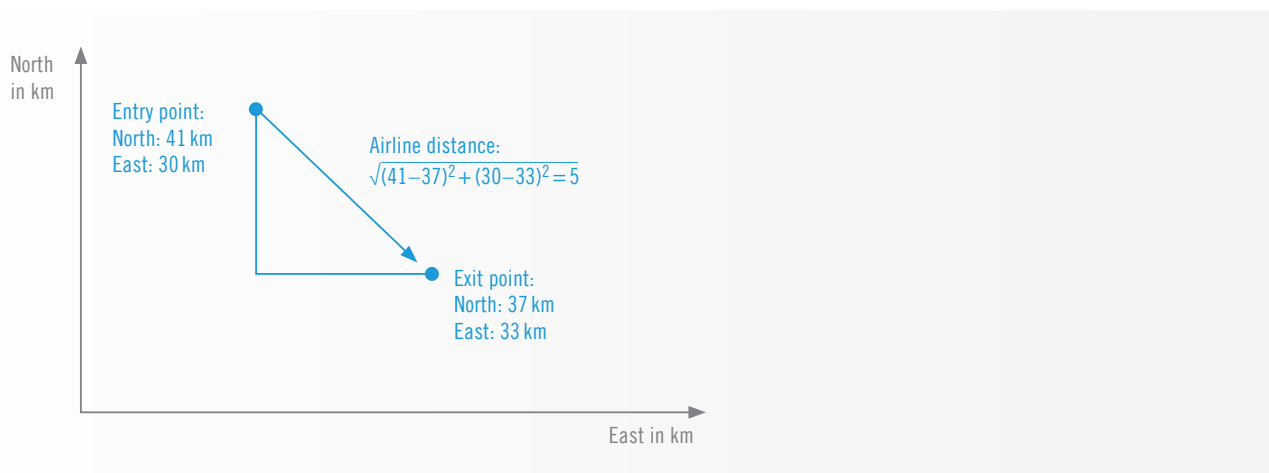 North
in km
Entry point:
North: 41 km
East: 30 km
Airline distance:
√(41–37)² + (30–33)² = 5
Exit point:
North: 37 km
East: 33 km
East in km